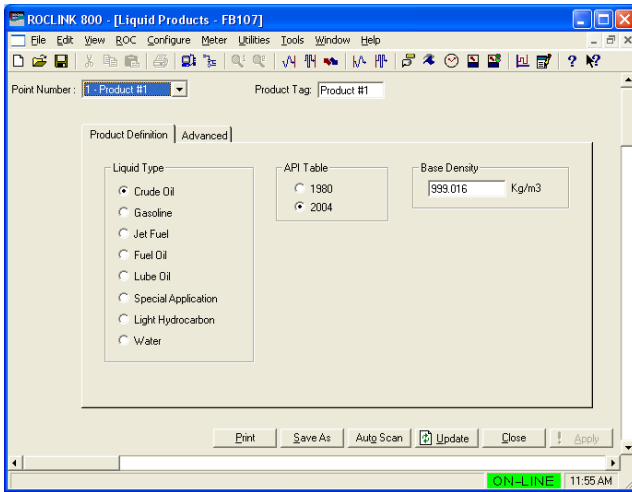 ROCLINK 800 - [Liquid Products - FB107]
File Edit View ROC Configure Meter Utilities Tools Window Help
Point Number : 1 - Product #1 Product Tag: Product #1
Product Definition Advanced
Liquid Type API Table Base Density
Crude Oil 1980 999.016 Kg/m3
Gasoline 2004
Jet Fuel
Fuel Oil
Lube Oil
Special Application
Light Hydrocarbon
Water
Print Save As Auto Scan Update Close ! Apply
ON-LINE 11:55 AM